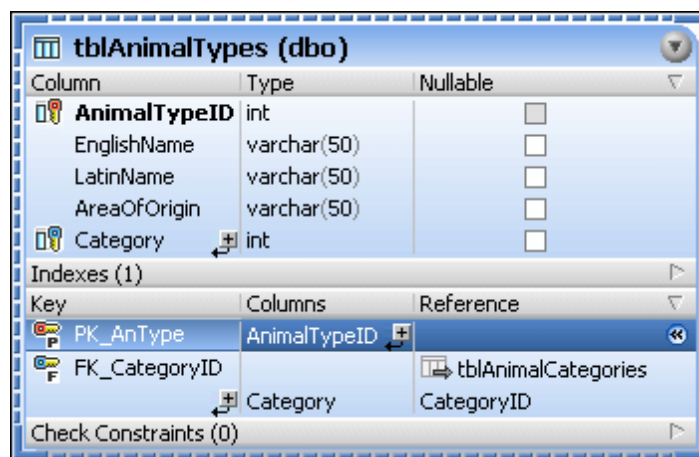 tblAnimalTypes (dbo)
Column Type Nullable
AnimalTypeID int
EnglishName varchar(50)
LatinName varchar(50)
AreaOfOrigin varchar(50)
Category int
Indexes (1)
Key Columns Reference
P PK_AnType AnimalTypeID
F FK_CategoryID tblAnimalCategories
Category CategoryID
Check Constraints (0)